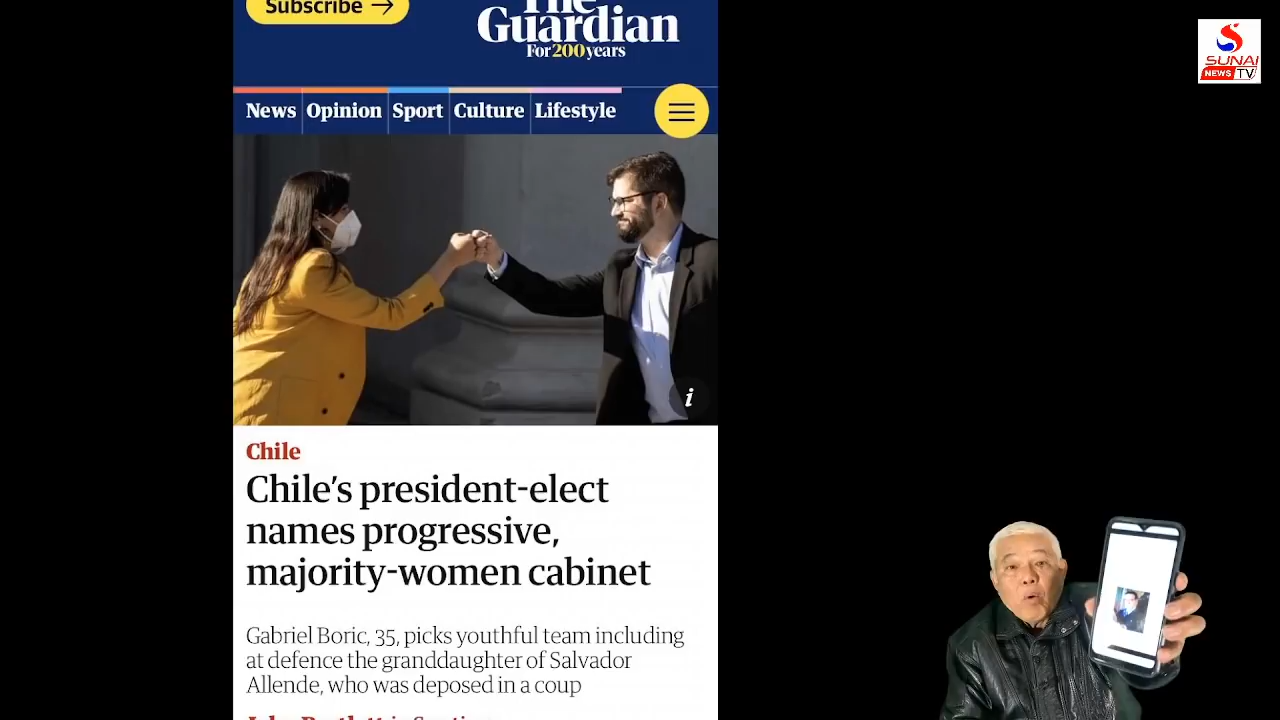 Subscribe →
The
Guardian
For 200 years
SUNAI
NEWS TV
News Opinion Sport Culture Lifestyle
i
Chile
Chile's president-elect
names progressive,
majority-women cabinet
Gabriel Boric, 35, picks youthful team including
at defence the granddaughter of Salvador
Allende, who was deposed in a coup